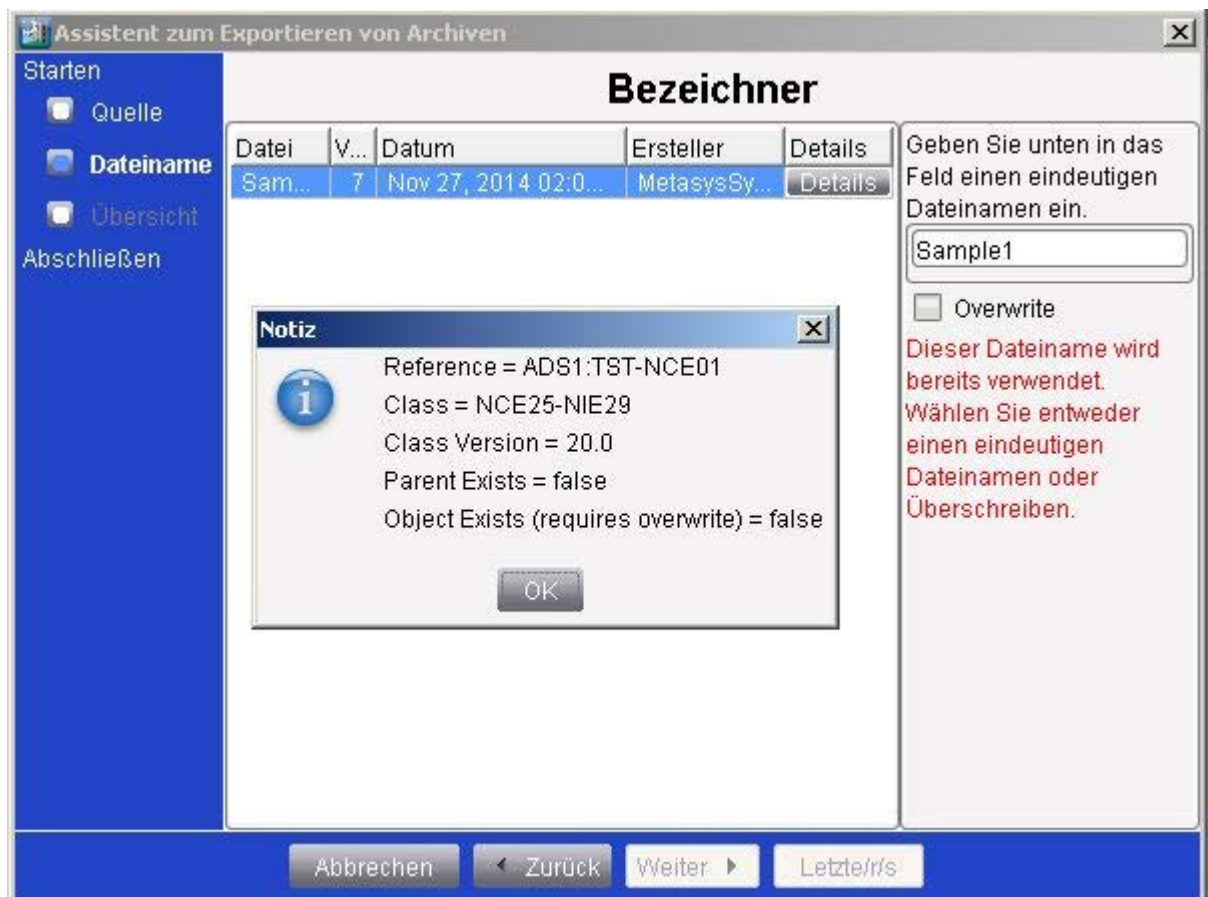 Assistent zum Exportieren von Archiven
Starten
Quelle
Dateiname
Übersicht
Abschließen
Bezeichner
Datei V... Datum Ersteller Details
Sam... 7 Nov 27, 2014 02:0... MetasysSy... Details
Geben Sie unten in das
Feld einen eindeutigen
Dateinamen ein.
Sample1
Overwrite
Dieser Dateiname wird
bereits verwendet.
Wählen Sie entweder
einen eindeutigen
Dateinamen oder
Überschreiben.
Notiz
Reference = ADS1:TST-NCE01
Class = NCE25-NIE29
Class Version = 20.0
Parent Exists = false
Object Exists (requires overwrite) = false
OK
Abbrechen Zurück Weiter Letzte/r/s